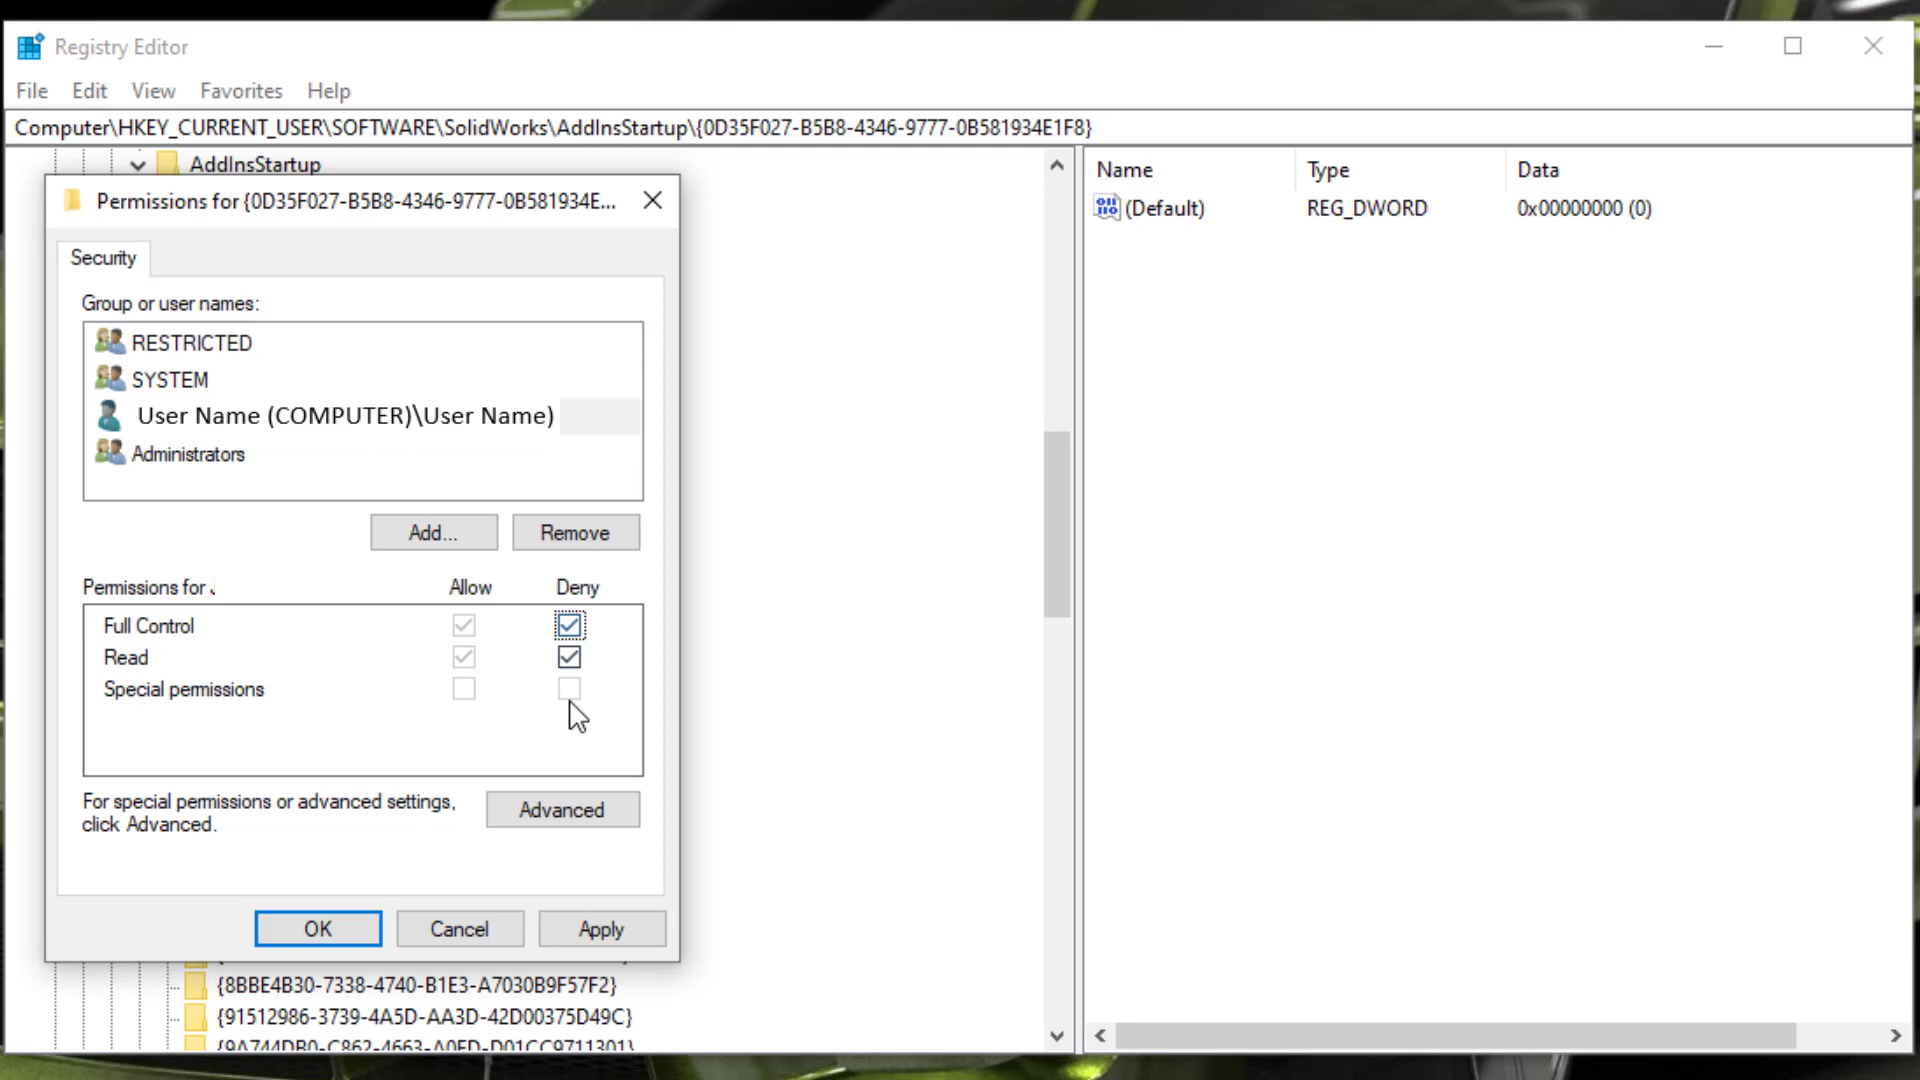 Registry Editor
File Edit View Favorites Help
Computer\HKEY_CURRENT_USER\SOFTWARE\SolidWorks\AddInsStartup\{0D35F027-B5B8-4346-9777-0B581934E1F8}
AddInsStartup
Name Type Data
(Default) REG_DWORD 0x00000000 (0)
Permissions for {0D35F027-B5B8-4346-9777-0B581934E...
Security
Group or user names:
RESTRICTED
SYSTEM
User Name (COMPUTER)\User Name)
Administrators
Add... Remove
Permissions for Allow Deny
Full Control
Read
Special permissions
For special permissions or advanced settings,
click Advanced.
Advanced
OK Cancel Apply
{8BBE4B30-7338-4740-B1E3-A7030B9F57F2}
{91512986-3739-4A5D-AA3D-42D00375D49C}